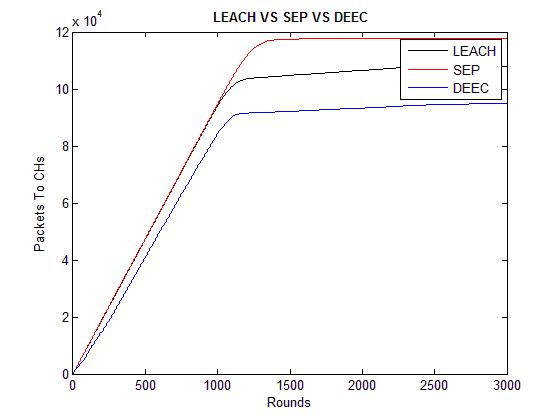 LEACH VS SEP VS DEEC
x 10^4
12
10
8
6
4
2
0
Packets To CHs
LEACH
SEP
DEEC
0 500 1000 1500 2000 2500 3000
Rounds